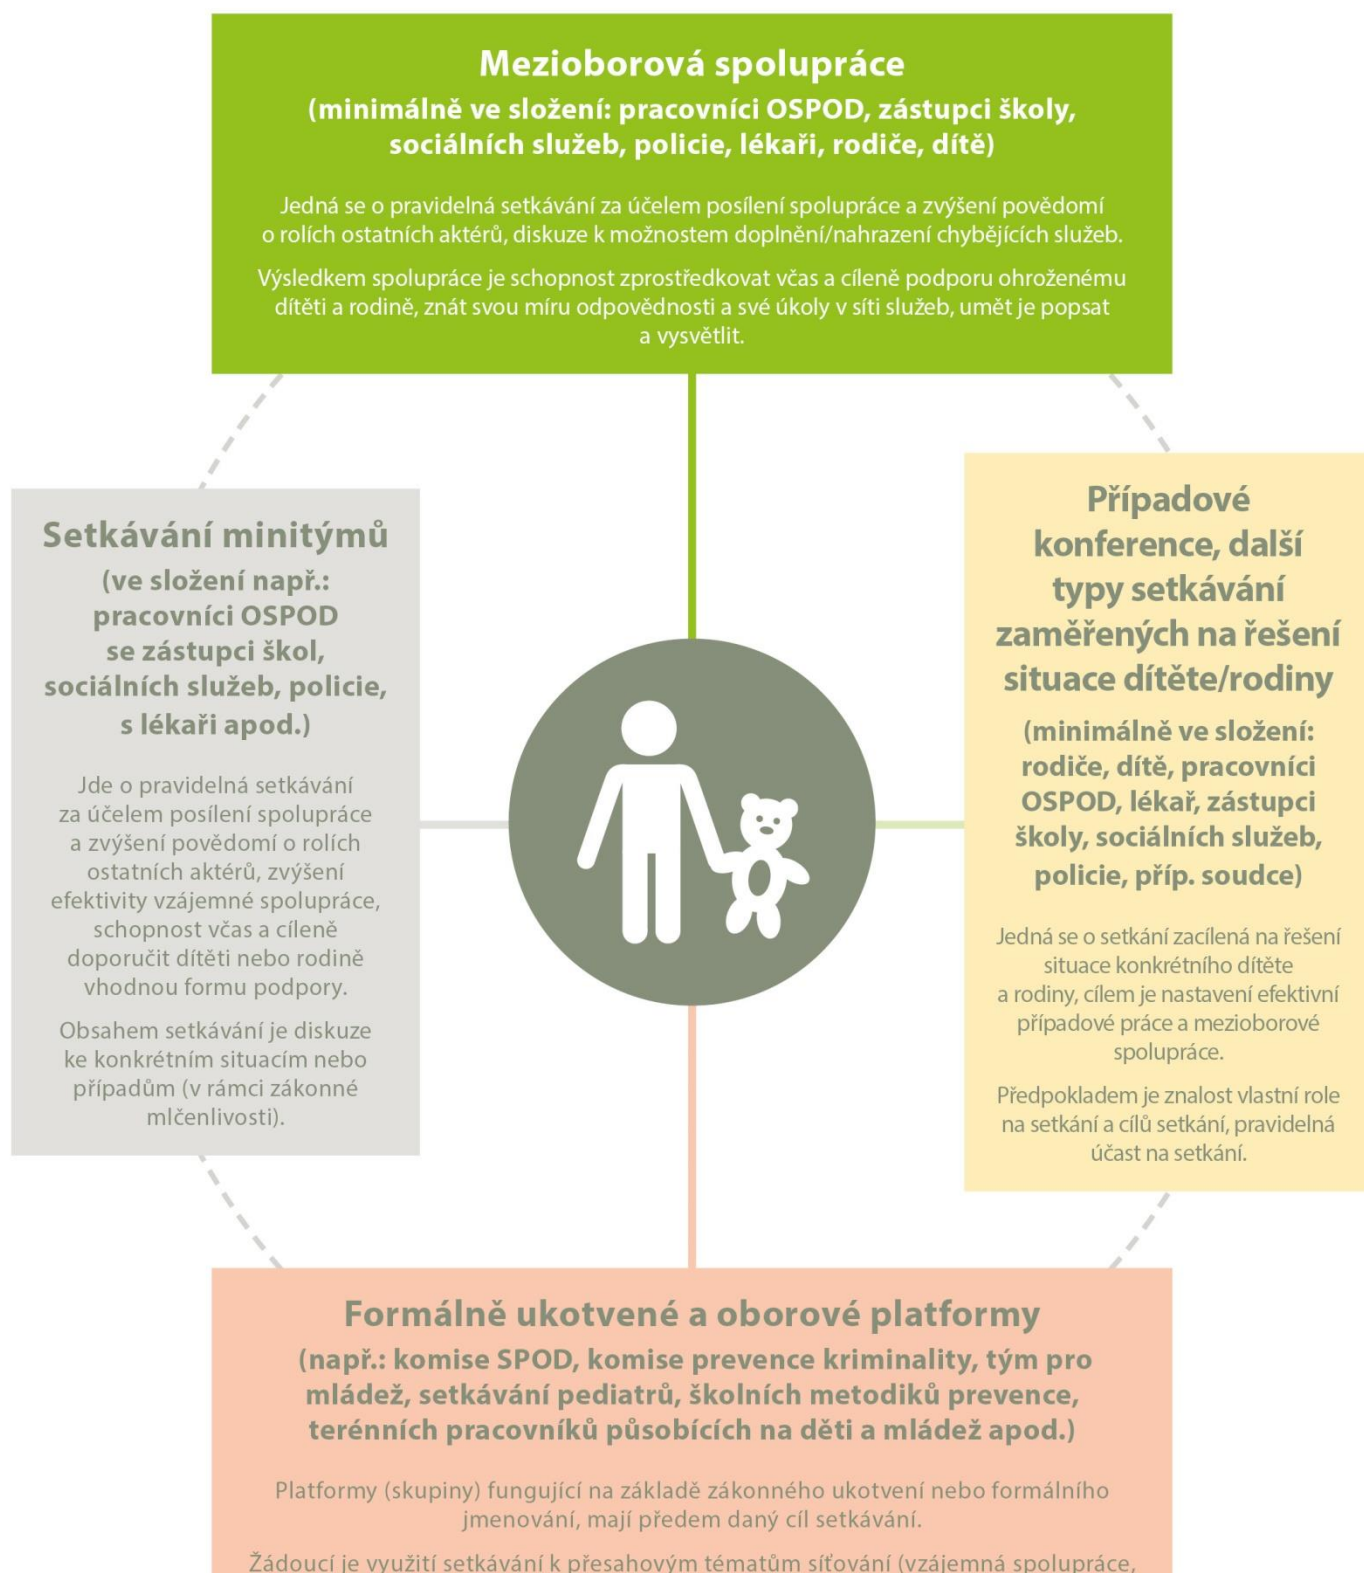 Mezioborová spolupráce
(minimálně ve složení: pracovníci OSPOD, zástupci školy,
sociálních služeb, policie, lékaři, rodiče, dítě)
Jedná se o pravidelná setkávání za účelem posílení spolupráce a zvýšení povědomí
o rolích ostatních aktérů, diskuze k možnostem doplnění/nahrazení chybějících služeb.
Výsledkem spolupráce je schopnost zprostředkovat včas a cíleně podporu ohroženému
dítěti a rodině, znát svou míru odpovědnosti a své úkoly v síti služeb, umět je popsat
a vysvětlit.
Setkávání minitýmů
(ve složení např.:
pracovníci OSPOD
se zástupci škol,
sociálních služeb, policie,
s lékaři apod.)
Jde o pravidelná setkávání
za účelem posílení spolupráce
a zvýšení povědomí o rolích
ostatních aktérů, zvýšení
efektivity vzájemné spolupráce,
schopnost včas a cíleně
doporučit dítěti nebo rodině
vhodnou formu podpory.
Obsahem setkávání je diskuze
ke konkrétním situacím nebo
případům (v rámci zákonné
mlčenlivosti).
Případové
konference, další
typy setkávání
zaměřených na řešení
situace dítěte/rodiny
(minimálně ve složení:
rodiče, dítě, pracovníci
OSPOD, lékař, zástupci
školy, sociálních služeb,
policie, příp. soudce)
Jedná se o setkání zacílená na řešení
situace konkrétního dítěte
a rodiny, cílem je nastavení efektivní
případové práce a mezioborové
spolupráce.
Předpokladem je znalost vlastní role
na setkání a cílů setkání, pravidelná
účast na setkání.
Formálně ukotvené a oborové platformy
(např.: komise SPOD, komise prevence kriminality, tým pro
mládež, setkávání pediatrů, školních metodiků prevence,
terénních pracovníků působících na děti a mládež apod.)
Platformy (skupiny) fungující na základě zákonného ukotvení nebo formálního
jmenování, mají předem daný cíl setkávání.
Žádoucí je využití setkávání k přesahovým tématům síťování (vzájemná spolupráce,